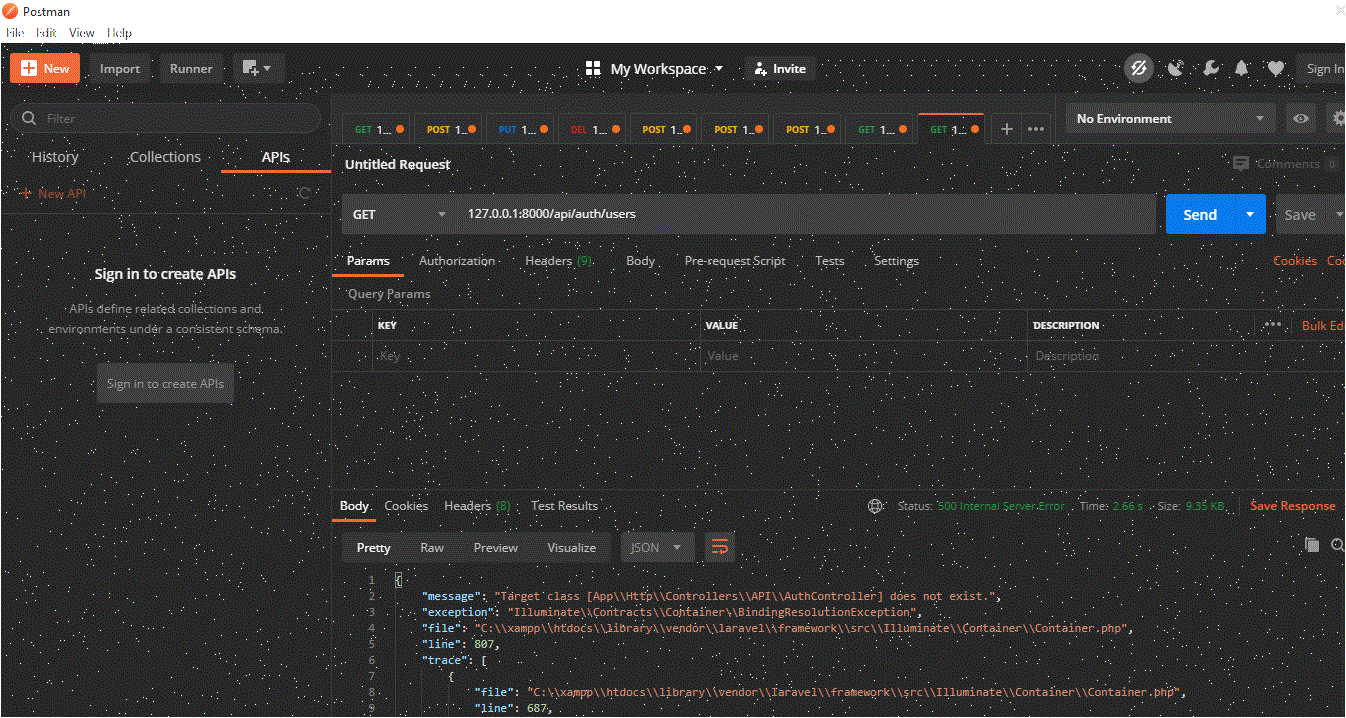 Postman
File Edit View Help
New Import Runner My Workspace Invite Sign In
Filter
GET 1... POST 1... PUT 1... DEL 1... POST 1... POST 1... POST 1... GET 1... GET 1... No Environment
History Collections APIs
Untitled Request Comments 0
New API
GET 127.0.0.1:8000/api/auth/users Send Save
Params Authorization Headers (9) Body Pre-request Script Tests Settings Cookies
Sign in to create APIs
Query Params
APIs define related collections and
environments under a consistent schema.
KEY VALUE DESCRIPTION Bulk
Key Value Description
Sign in to create APIs
Body Cookies Headers (8) Test Results Status: 500 Internal Server Error Time: 2.66 s Size: 9.35 KB Save Response
Pretty Raw Preview Visualize JSON
1 {
2 "message": "Target class [App\\Http\\Controllers\\API\\AuthController] does not exist.",
3 "exception": "Illuminate\\Contracts\\Container\\BindingResolutionException",
4 "file": "C:\\xampp\\htdocs\\library\\vendor\\laravel\\framework\\src\\Illuminate\\Container\\Container.php",
5 "line": 807,
6 "trace": [
7 {
8 "file": "C:\\xampp\\htdocs\\library\\vendor\\laravel\\framework\\src\\Illuminate\\Container\\Container.php",
9 "line": 687,